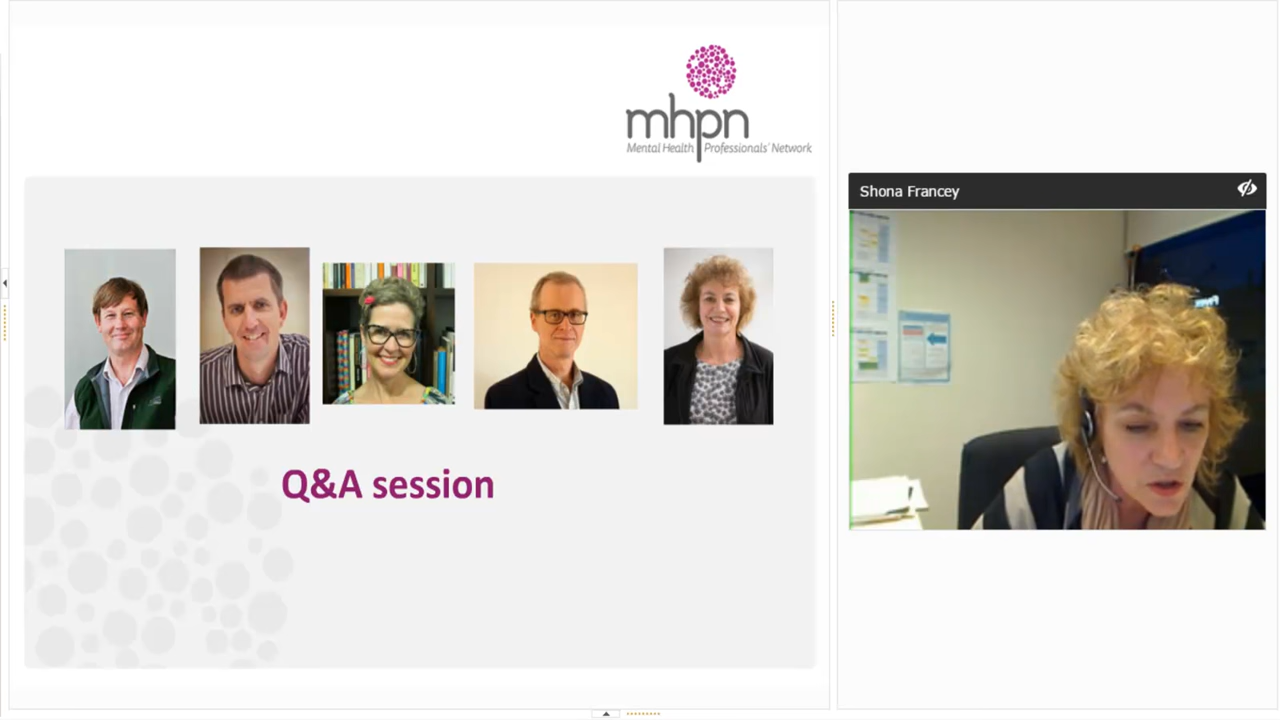 mhpn
Mental Health Professionals' Network
Q&A session
Shona Francey